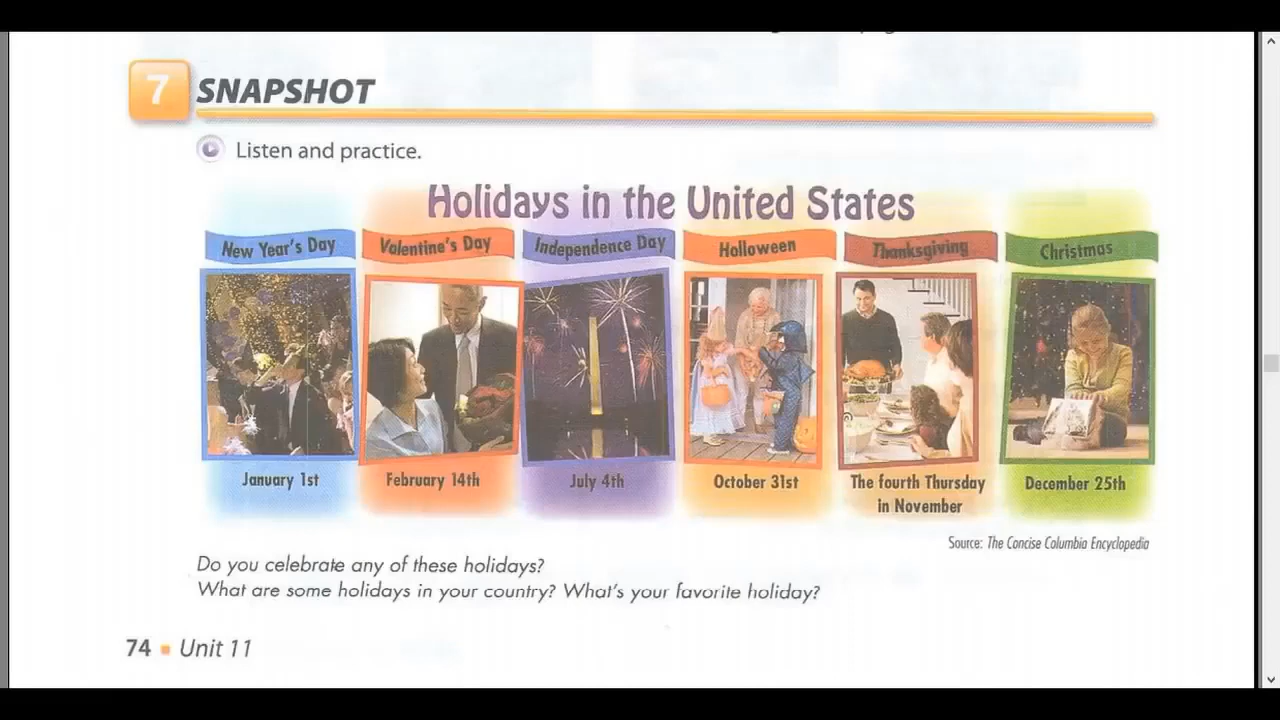 7 SNAPSHOT
Listen and practice.
Holidays in the United States
New Year's Day
Valentine's Day
Independence Day
Holloween
Thanksgiving
Christmas
January 1st
February 14th
July 4th
October 31st
The fourth Thursday
in November
December 25th
Source: The Concise Columbia Encyclopedia
Do you celebrate any of these holidays?
What are some holidays in your country? What's your favorite holiday?
74 ▪ Unit 11